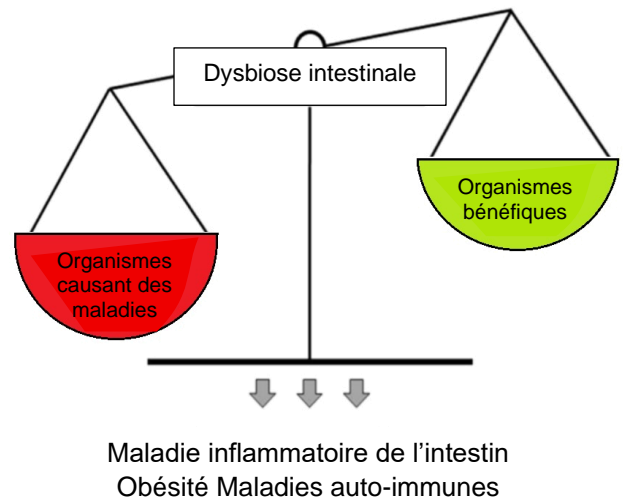 Dysbiose intestinale
Organismes
bénéfiques
Organismes
causant des
maladies
Maladie inflammatoire de l’intestin
Obésité Maladies auto-immunes